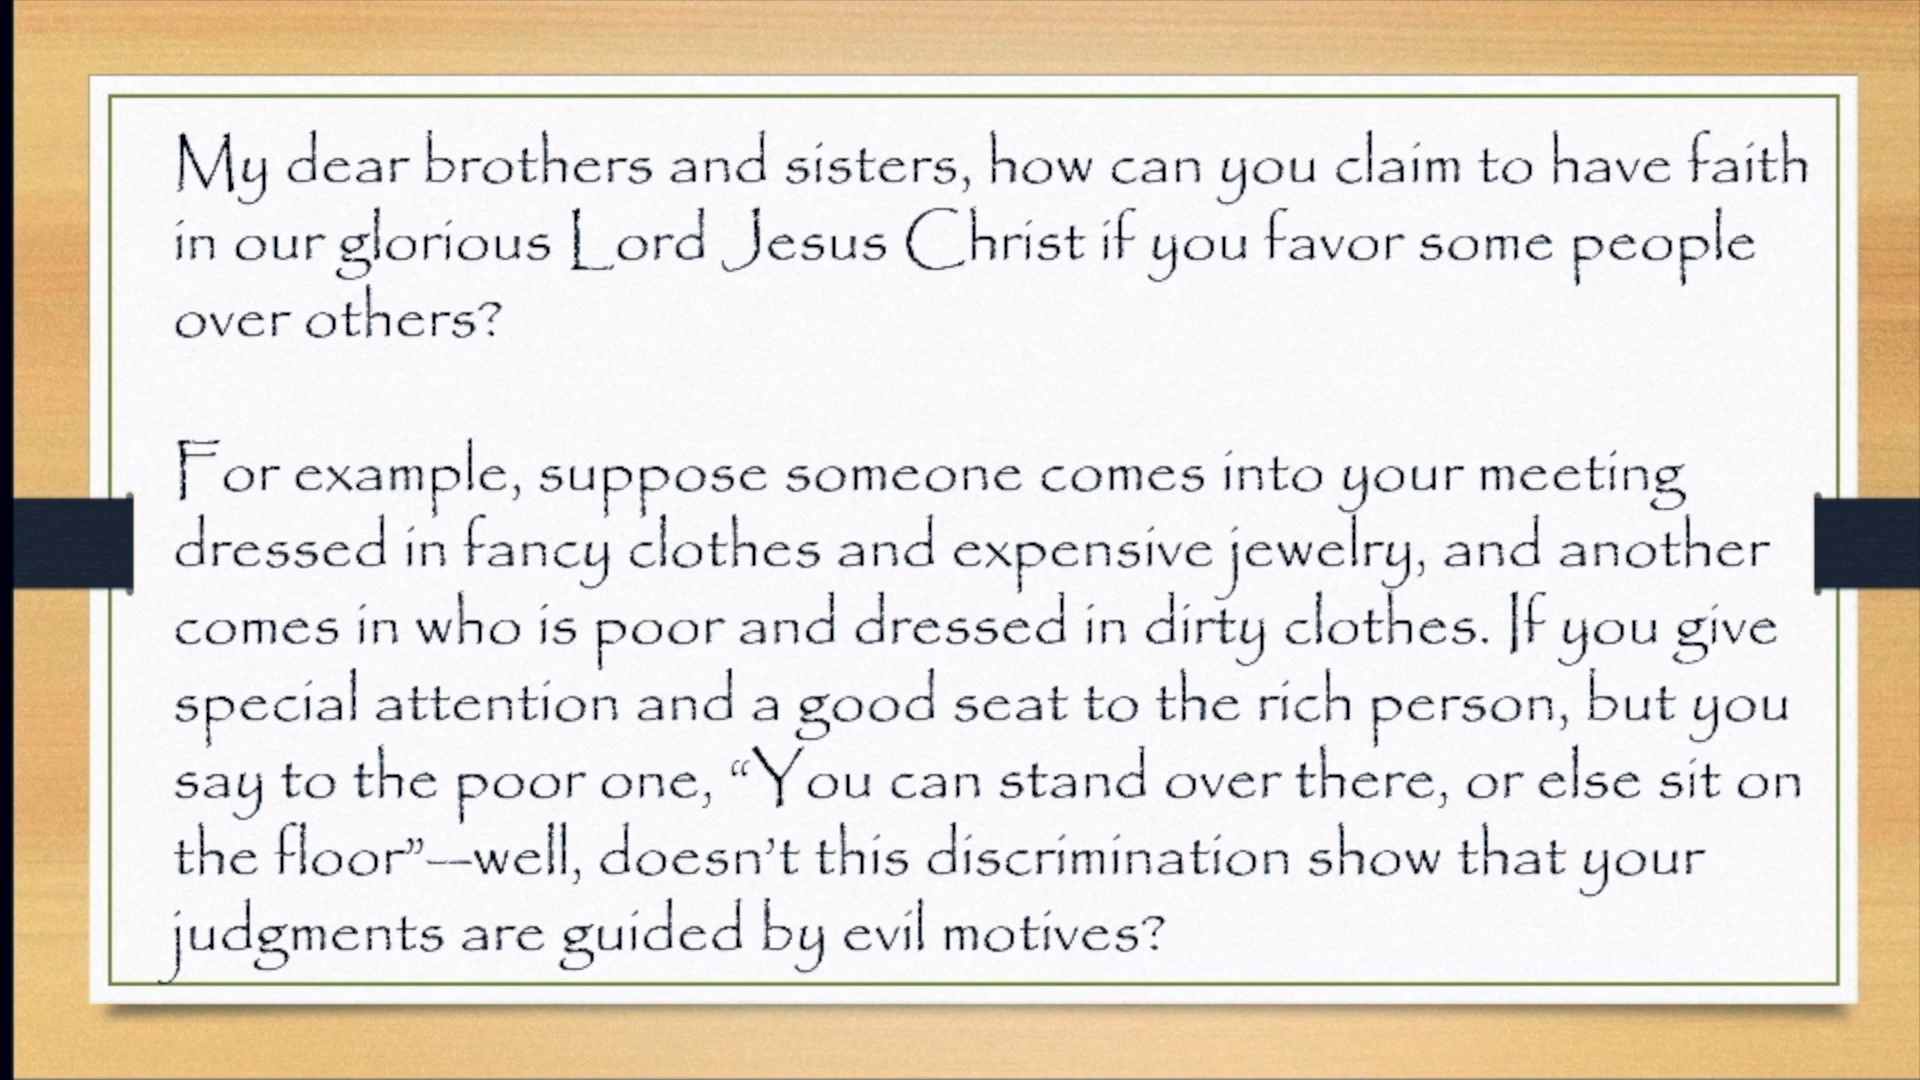 My dear brothers and sisters, how can you claim to have faith
in our glorious Lord Jesus Christ if you favor some people
over others?
For example, suppose someone comes into your meeting
dressed in fancy clothes and expensive jewelry, and another
comes in who is poor and dressed in dirty clothes. If you give
special attention and a good seat to the rich person, but you
say to the poor one, “You can stand over there, or else sit on
the floor”—well, doesn’t this discrimination show that your
judgments are guided by evil motives?